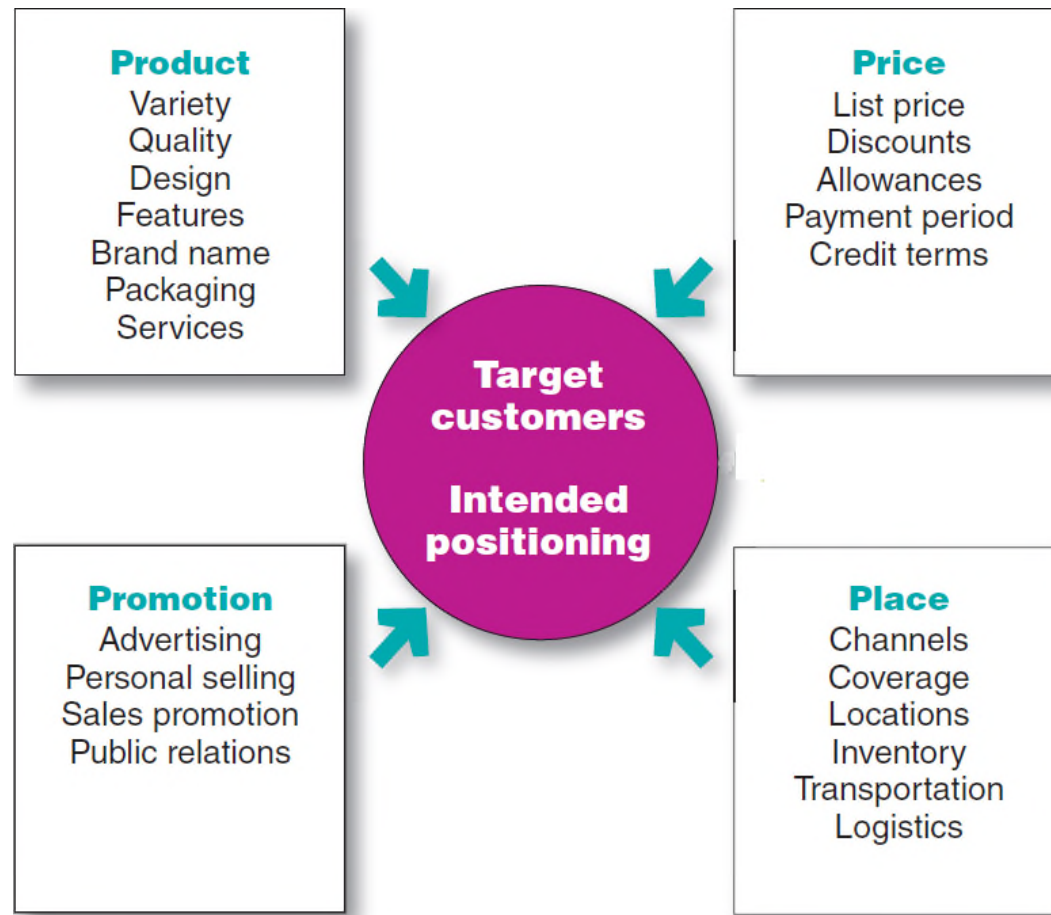 Product
Variety
Quality
Design
Features
Brand name
Packaging
Services
Price
List price
Discounts
Allowances
Payment period
Credit terms
Target
customers
Intended
positioning
Promotion
Advertising
Personal selling
Sales promotion
Public relations
Place
Channels
Coverage
Locations
Inventory
Transportation
Logistics